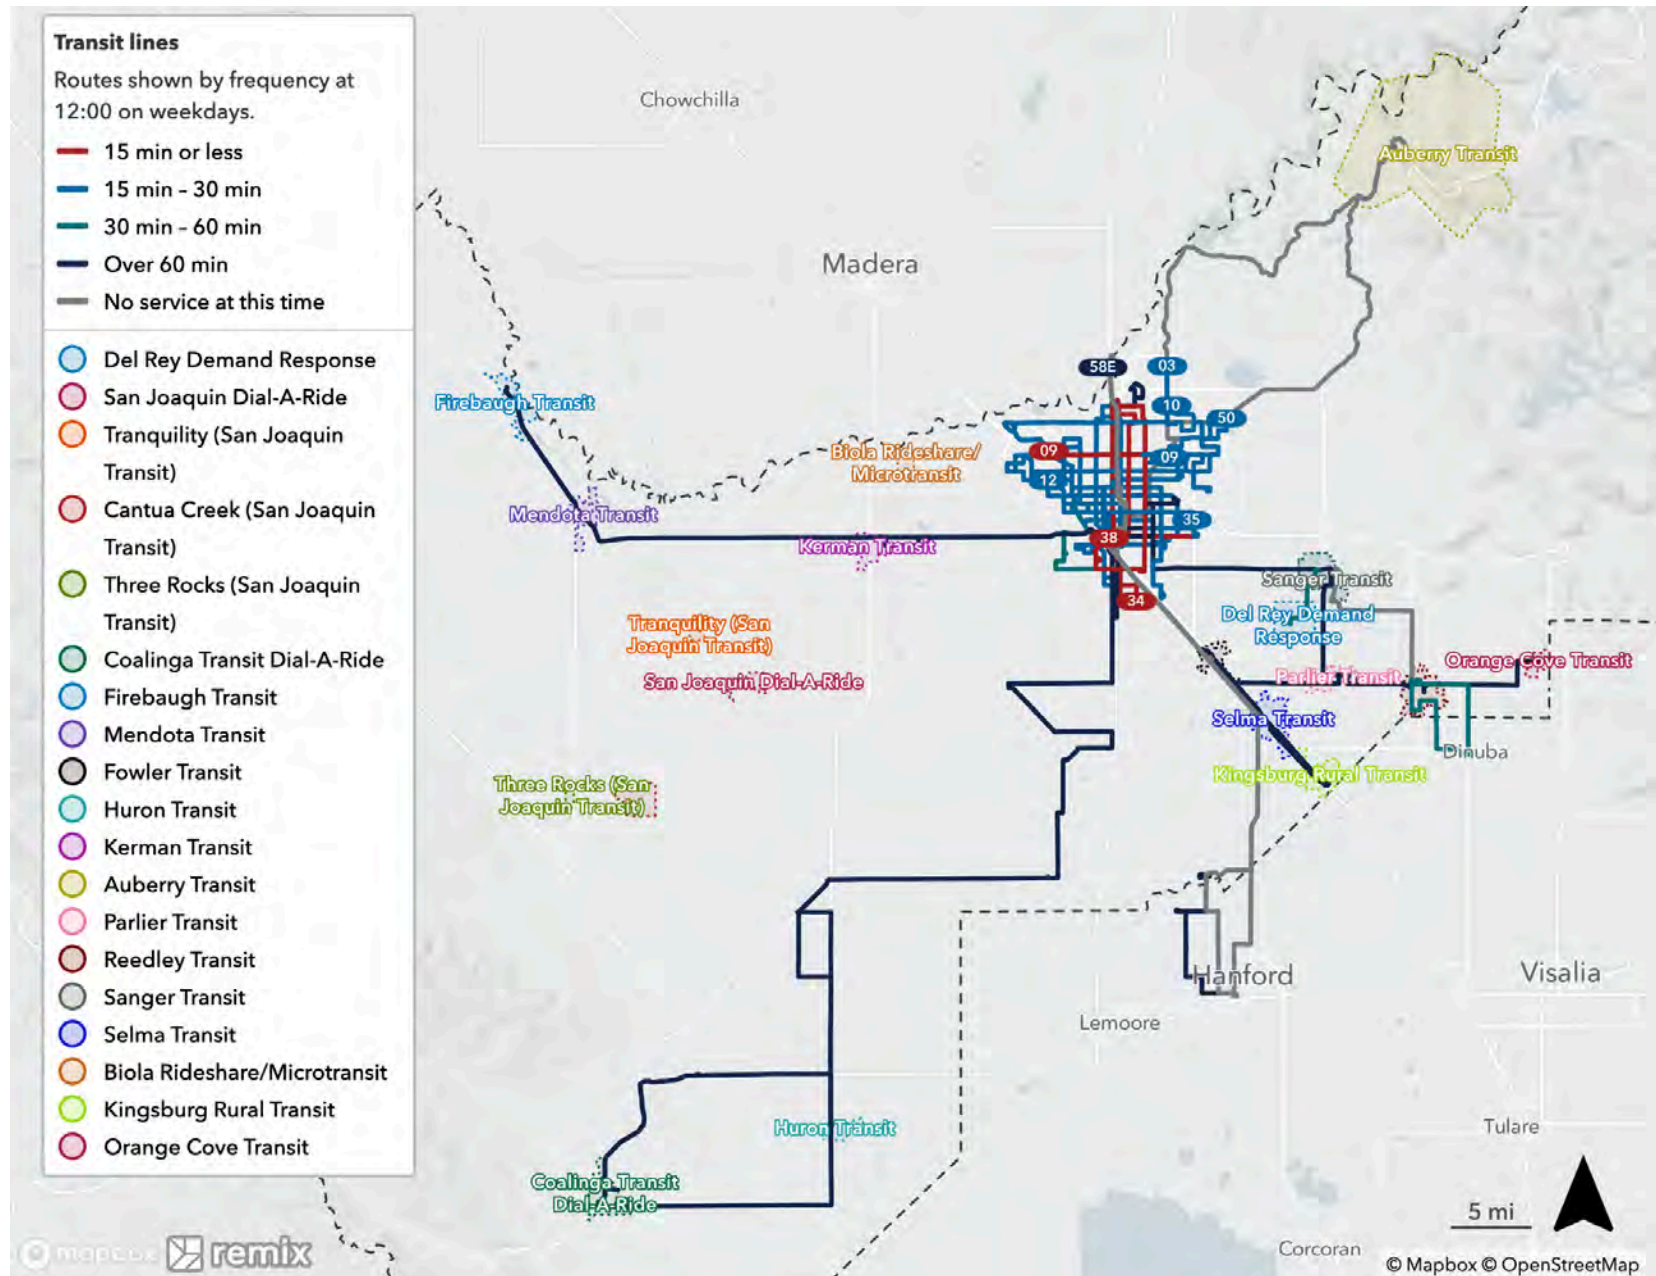 Transit lines
Routes shown by frequency at
12:00 on weekdays.
15 min or less
15 min – 30 min
30 min – 60 min
Over 60 min
No service at this time
Del Rey Demand Response
San Joaquin Dial-A-Ride
Tranquility (San Joaquin
Transit)
Cantua Creek (San Joaquin
Transit)
Three Rocks (San Joaquin
Transit)
Coalinga Transit Dial-A-Ride
Firebaugh Transit
Mendota Transit
Fowler Transit
Huron Transit
Kerman Transit
Auberry Transit
Parlier Transit
Reedley Transit
Sanger Transit
Selma Transit
Biola Rideshare/Microtransit
Kingsburg Rural Transit
Orange Cove Transit
Chowchilla
Auberry Transit
Madera
58E
03
10
50
Firebaugh Transit
09
Biola Rideshare/
Microtransit
09
12
Mendota Transit
35
38
Kerman Transit
Sanger Transit
34
Del Rey Demand
Response
Tranquility (San
Joaquin Transit)
Orange Cove Transit
Parlier Transit
San Joaquin Dial-A-Ride
Selma Transit
Dinuba
Kingsburg Rural Transit
Three Rocks (San
Joaquin Transit)
Hanford
Visalia
Lemoore
Huron Transit
Tulare
Coalinga Transit
Dial-A-Ride
5 mi
Corcoran
mapbox
remix
© Mapbox © OpenStreetMap